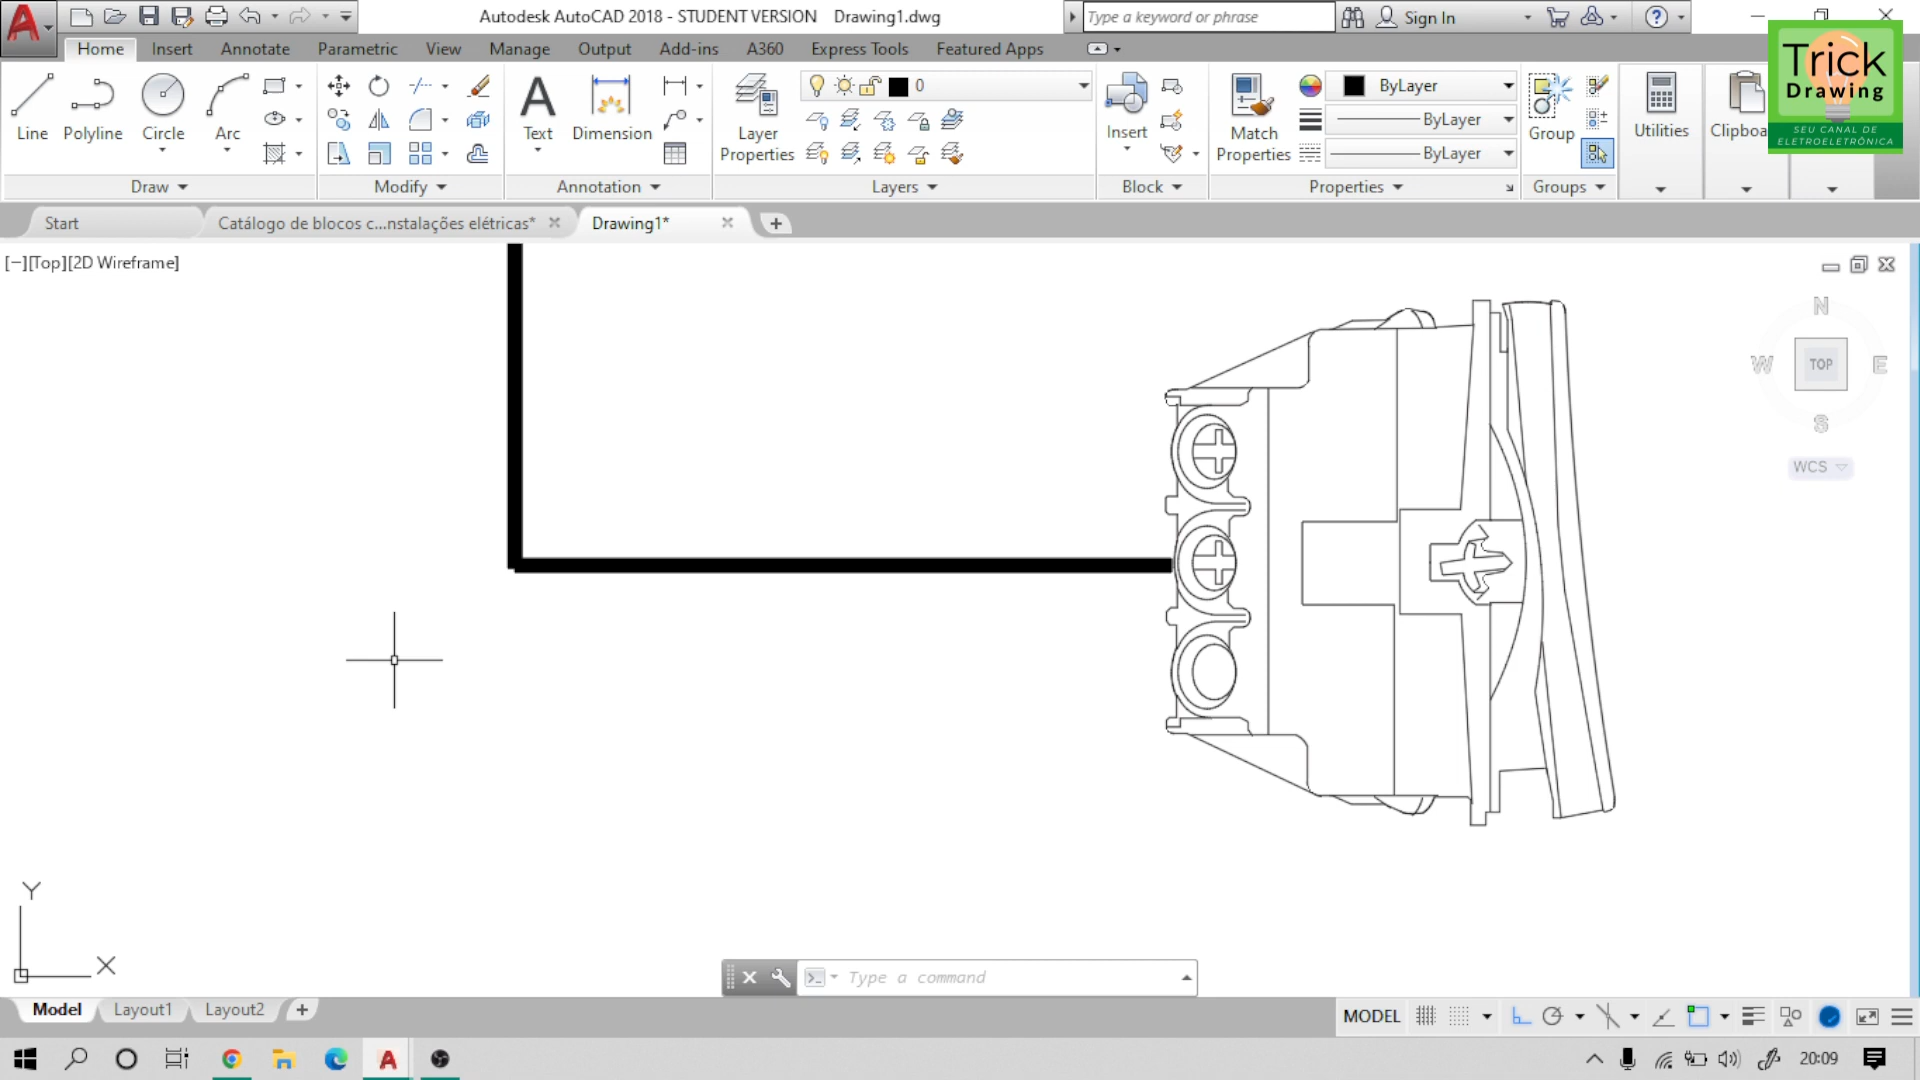 Autodesk AutoCAD 2018 - STUDENT VERSION Drawing1.dwg
Type a keyword or phrase
Sign In
Home Insert Annotate Parametric View Manage Output Add-ins A360 Express Tools Featured Apps
Trick
Drawing
SEU CANAL DE
ELETROELETRÔNICA
0
ByLayer
ByLayer
ByLayer
Line Polyline Circle Arc
Text Dimension
Layer
Properties
Insert
Match
Properties
Group
Utilities
Clipboa
Draw Modify Annotation Layers Block Properties Groups
Start Catálogo de blocos c...nstalações elétricas* Drawing1*
[−][Top][2D Wireframe]
N
W TOP E
S
WCS
Y
X
Type a command
Model Layout1 Layout2
MODEL
20:09